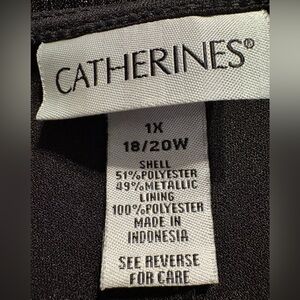 CATHERINES®
1X
18/20W
SHELL
51%POLYESTER
49%METALLIC
LINING
100%POLYESTER
MADE IN
INDONESIA
SEE REVERSE
FOR CARE